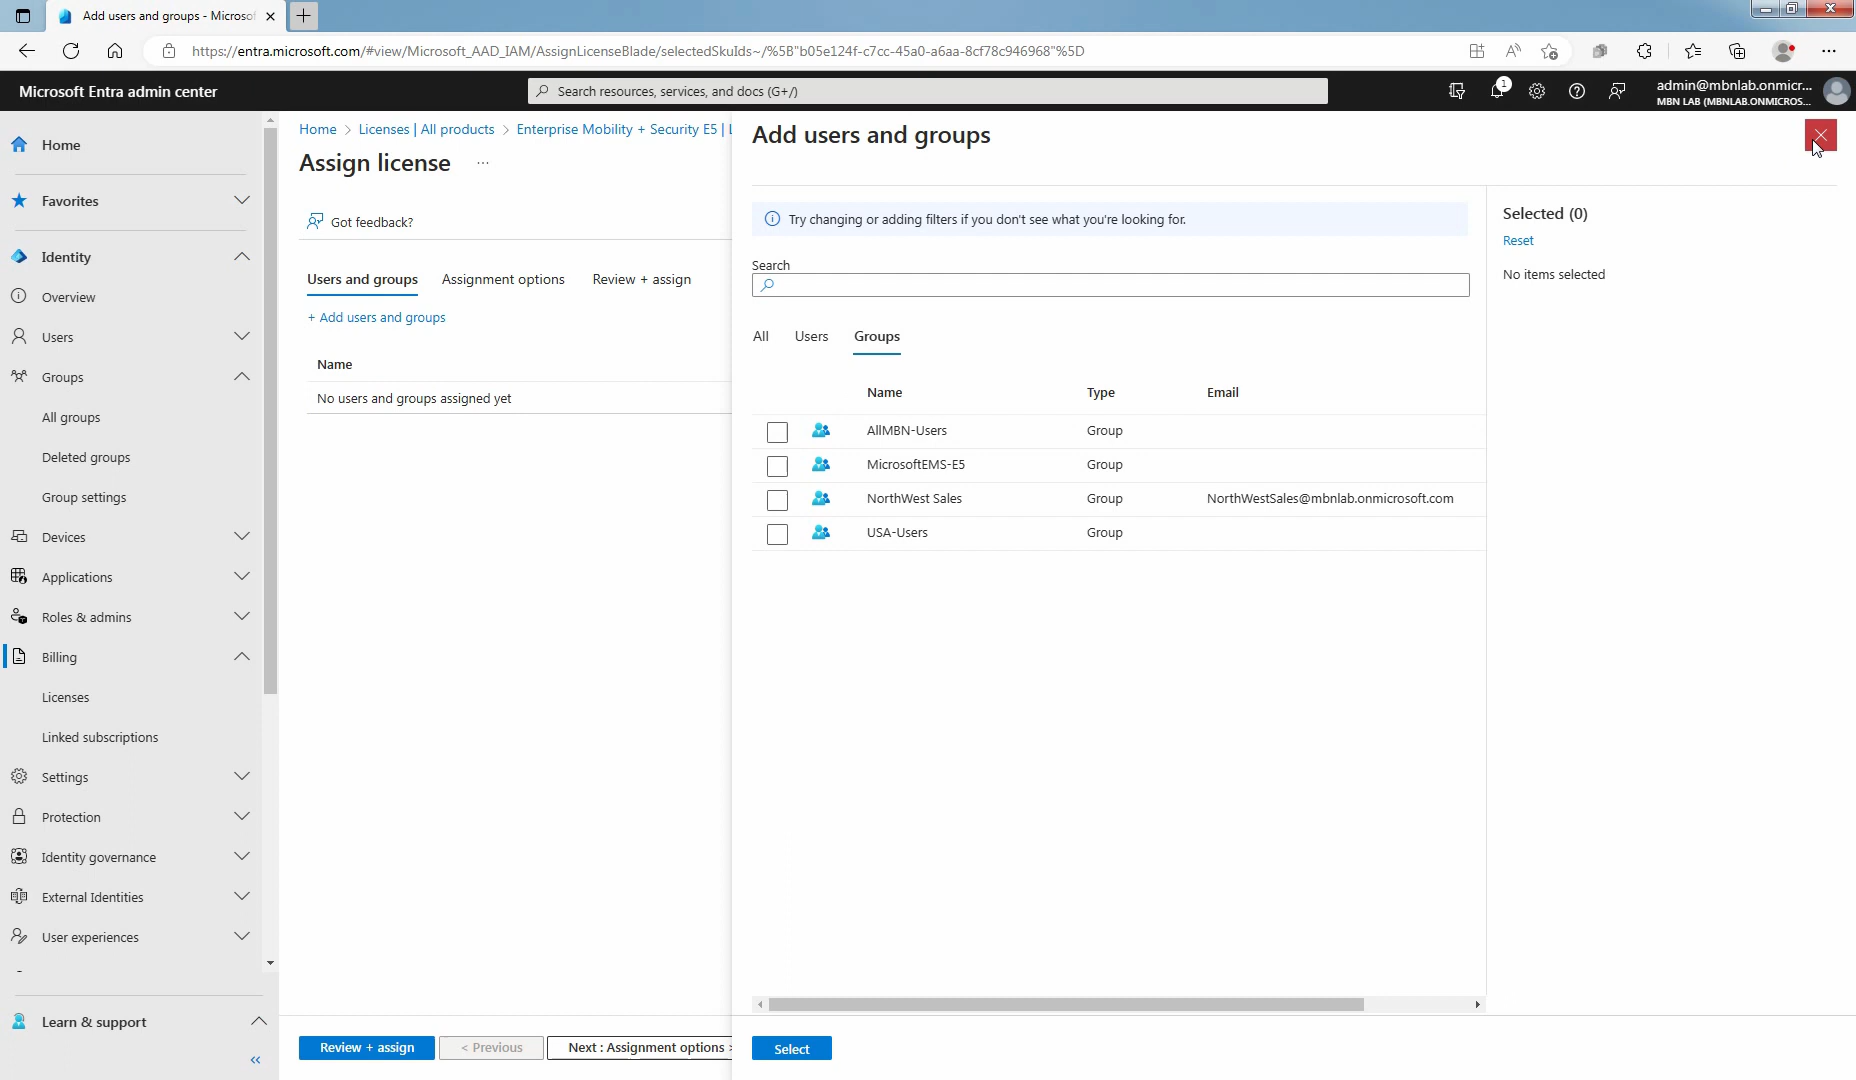 Add users and groups - Microsof
https://entra.microsoft.com/#view/Microsoft_AAD_IAM/AssignLicenseBlade/selectedSkuIds~/%5B"b05e124f-c7cc-45a0-a6aa-8cf78c946968"%5D
Microsoft Entra admin center
Search resources, services, and docs (G+/)
1
admin@mbnlab.onmicr...
MBN LAB (MBNLAB.ONMICROS...
Home
Favorites
Identity
Overview
Users
Groups
All groups
Deleted groups
Group settings
Devices
Applications
Roles & admins
Billing
Licenses
Linked subscriptions
Settings
Protection
Identity governance
External Identities
User experiences
Learn & support
Home > Licenses | All products > Enterprise Mobility + Security E5 | L
Assign license ...
Got feedback?
Users and groups Assignment options Review + assign
+ Add users and groups
Name
No users and groups assigned yet
Review + assign < Previous Next : Assignment options >
Add users and groups
Try changing or adding filters if you don't see what you're looking for.
Search
All Users Groups
Name Type Email
AllMBN-Users Group
MicrosoftEMS-E5 Group
NorthWest Sales Group NorthWestSales@mbnlab.onmicrosoft.com
USA-Users Group
Select
Selected (0)
Reset
No items selected